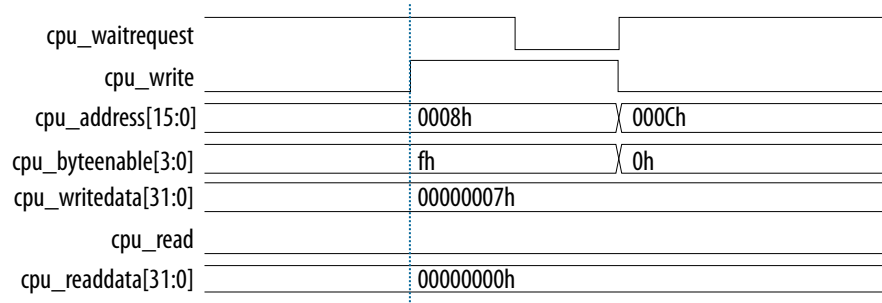 cpu_waitrequest
cpu_write
cpu_address[15:0] 0008h 000Ch
cpu_byteenable[3:0] fh 0h
cpu_writedata[31:0] 00000007h
cpu_read
cpu_readdata[31:0] 00000000h